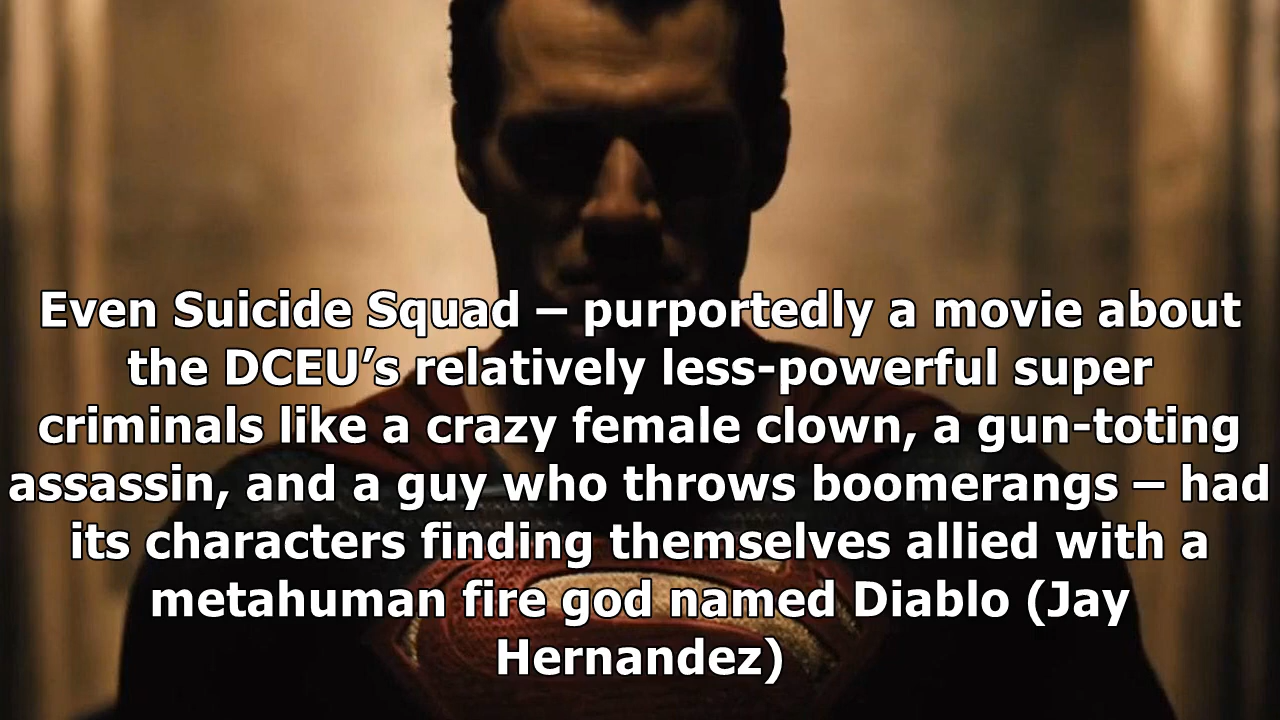 Even Suicide Squad – purportedly a movie about
the DCEU’s relatively less-powerful super
criminals like a crazy female clown, a gun-toting
assassin, and a guy who throws boomerangs – had
its characters finding themselves allied with a
metahuman fire god named Diablo (Jay
Hernandez)